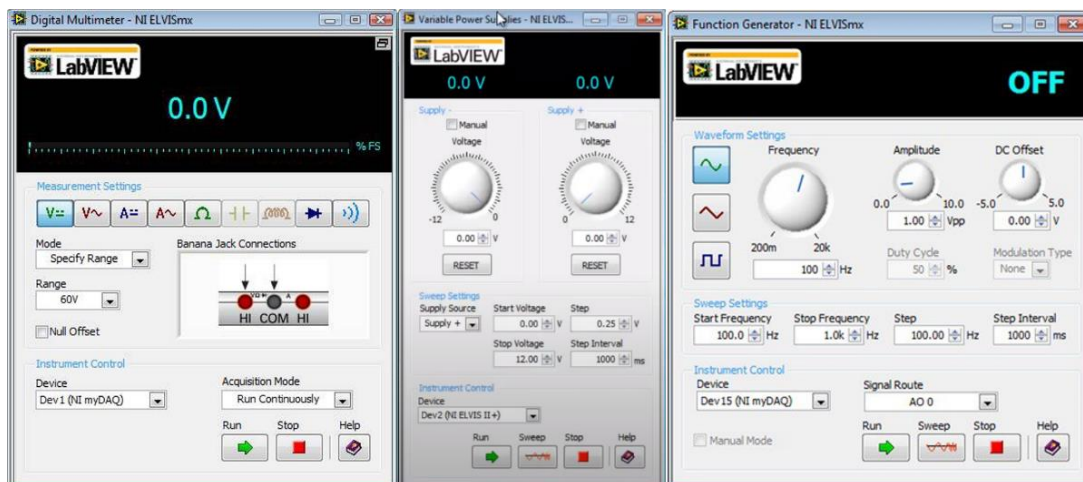 Digital Multimeter - NI ELVISmx
LabVIEW
0.0 V
% FS
Measurement Settings
V= V~ A= A~ Ω
Mode
Banana Jack Connections
Specify Range
Range
60V
Null Offset
VΩ A
HI COM HI
Instrument Control
Device
Acquisition Mode
Dev1 (NI myDAQ)
Run Continuously
Run Stop Help
Variable Power Supplies - NI ELVIS...
LabVIEW
0.0 V 0.0 V
Supply - Supply +
Manual Manual
Voltage Voltage
-12 0 0 12
0.00 V 0.00 V
RESET RESET
Sweep Settings
Supply Source Start Voltage Step
Supply + 0.00 V 0.25 V
Stop Voltage Step Interval
12.00 V 1000 ms
Instrument Control
Device
Dev2 (NI ELVIS II+)
Run Sweep Stop Help
Function Generator - NI ELVISmx
LabVIEW
OFF
Waveform Settings
Frequency Amplitude DC Offset
0.0 10.0 -5.0 5.0
1.00 Vpp 0.00 V
200m 20k
Duty Cycle Modulation Type
100 Hz 50 % None
Sweep Settings
Start Frequency Stop Frequency Step Step Interval
100.0 Hz 1.0k Hz 100.00 Hz 1000 ms
Instrument Control
Device Signal Route
Dev15 (NI myDAQ) AO 0
Run Sweep Stop Help
Manual Mode